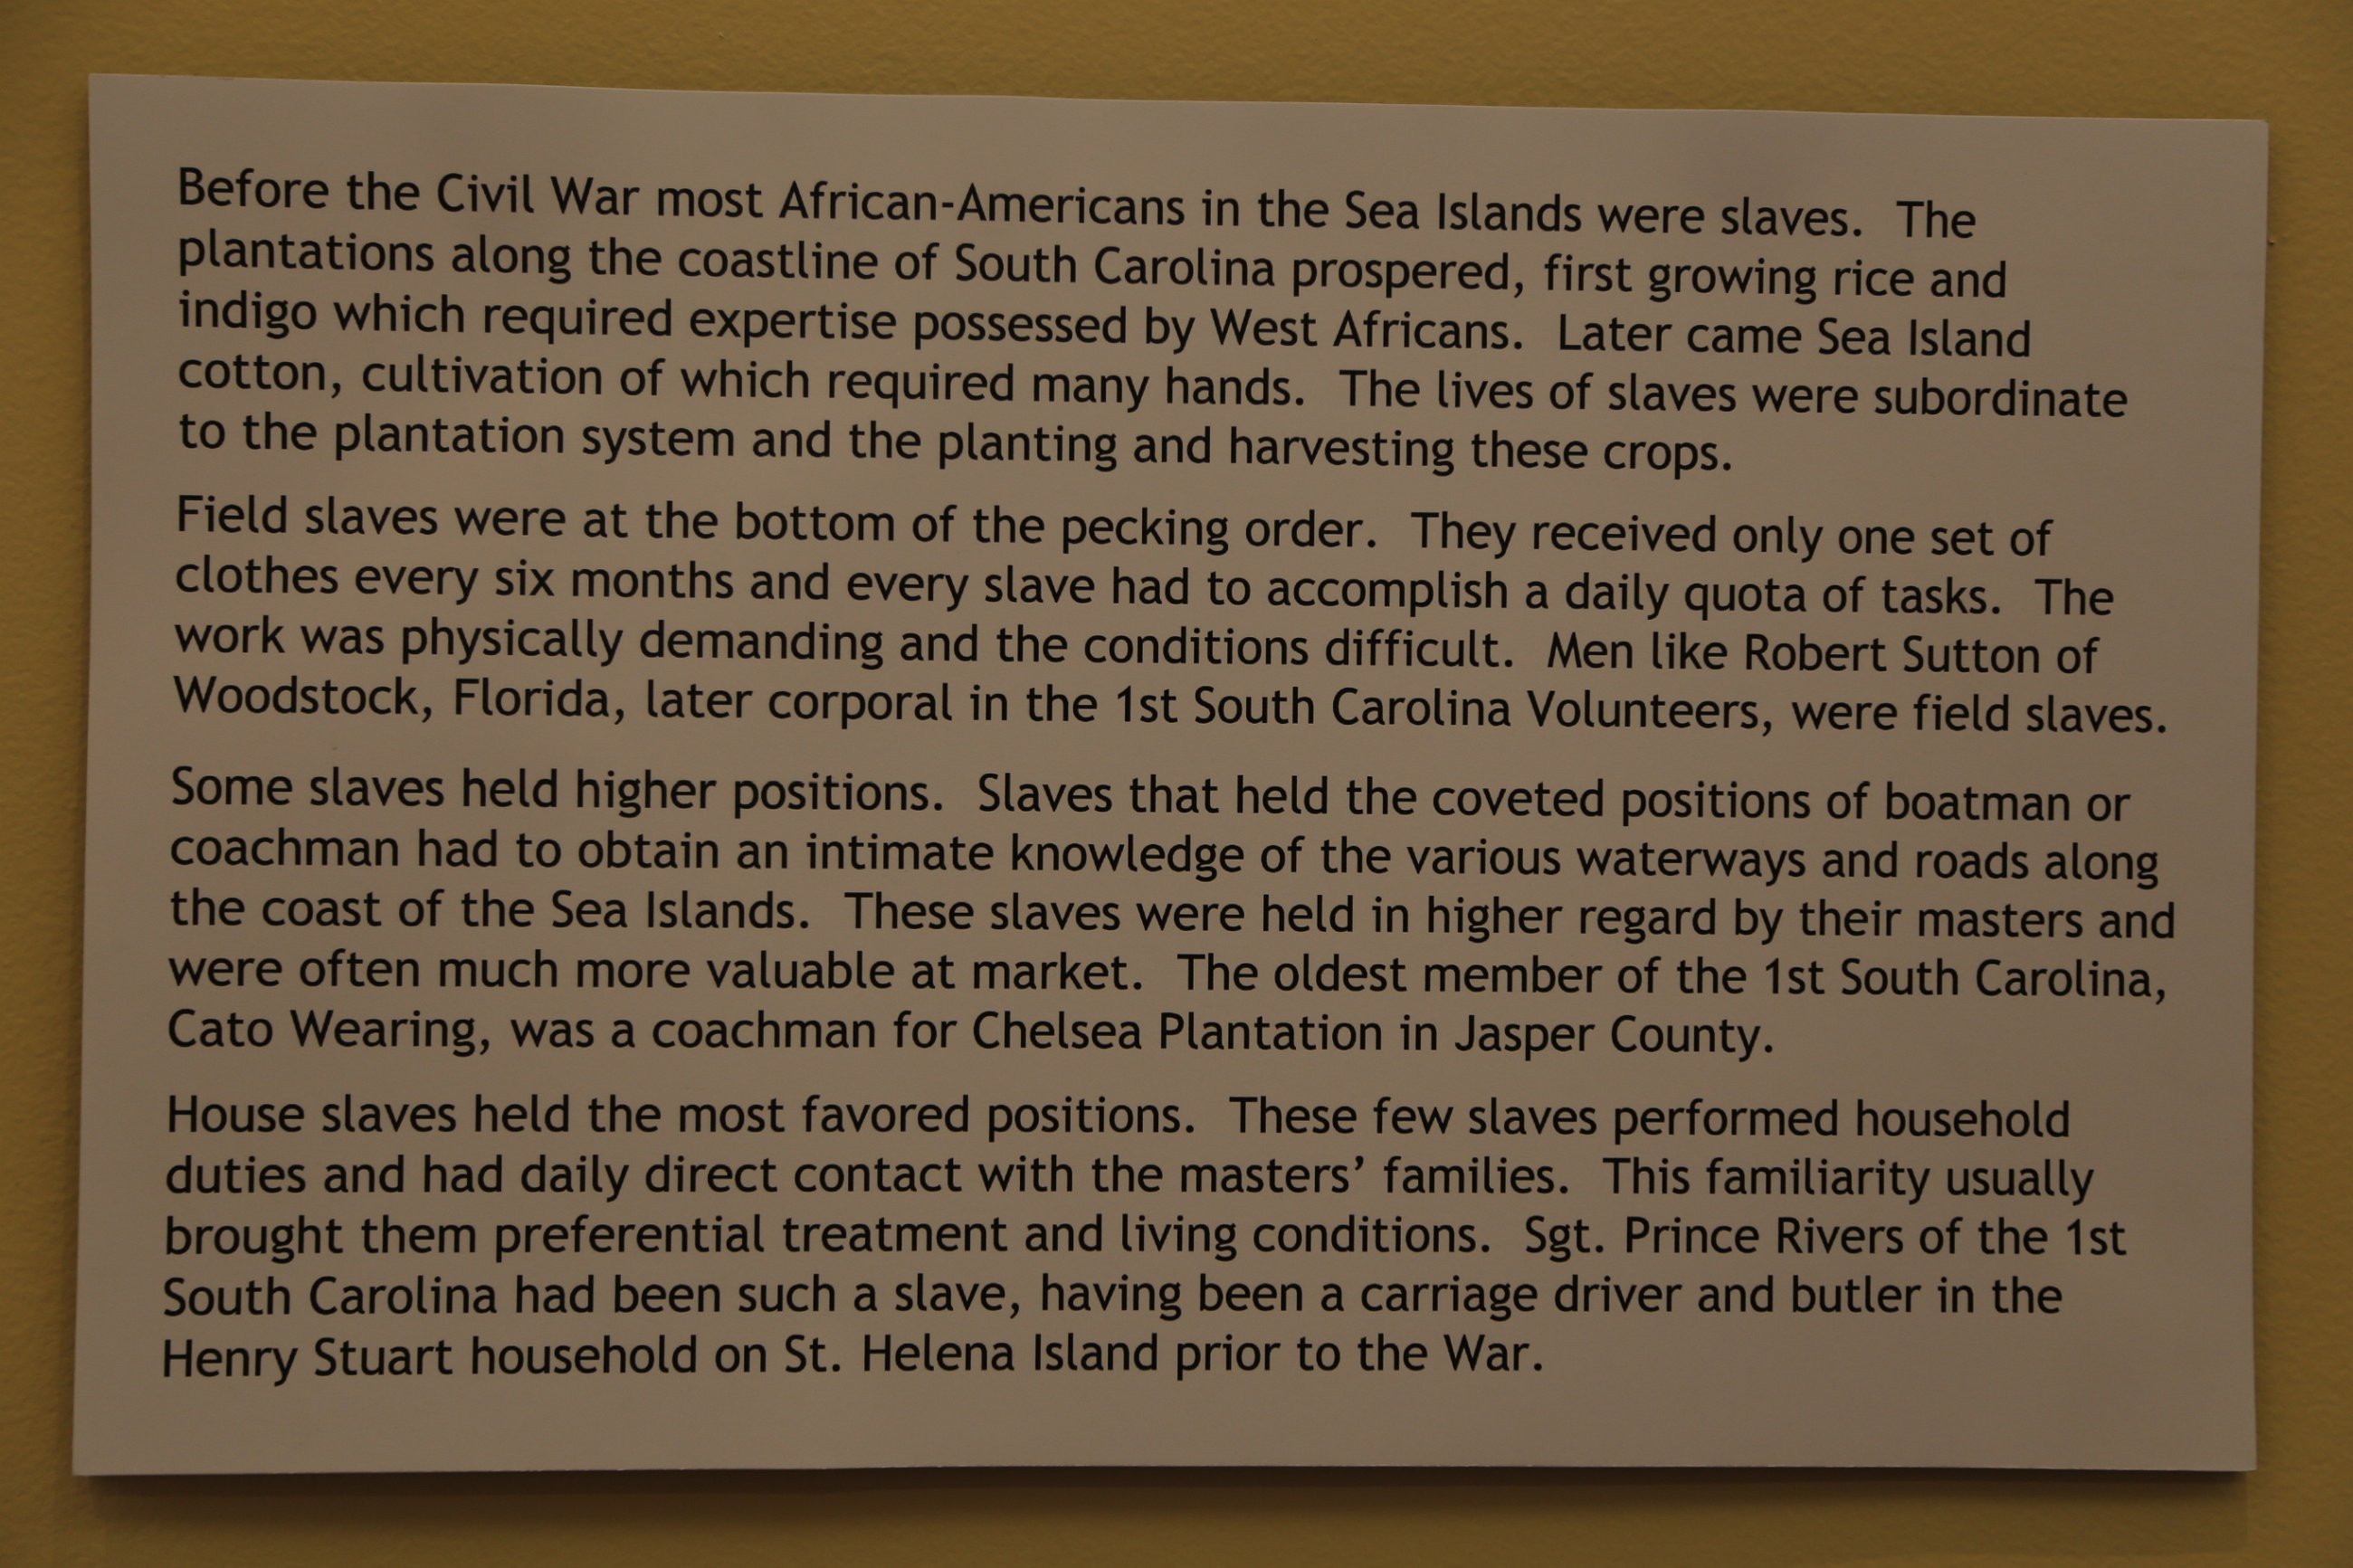 Before the Civil War most African-Americans in the Sea Islands were slaves.  The
plantations along the coastline of South Carolina prospered, first growing rice and
indigo which required expertise possessed by West Africans.  Later came Sea Island
cotton, cultivation of which required many hands.  The lives of slaves were subordinate
to the plantation system and the planting and harvesting these crops.
Field slaves were at the bottom of the pecking order.  They received only one set of
clothes every six months and every slave had to accomplish a daily quota of tasks.  The
work was physically demanding and the conditions difficult.  Men like Robert Sutton of
Woodstock, Florida, later corporal in the 1st South Carolina Volunteers, were field slaves.
Some slaves held higher positions.  Slaves that held the coveted positions of boatman or
coachman had to obtain an intimate knowledge of the various waterways and roads along
the coast of the Sea Islands.  These slaves were held in higher regard by their masters and
were often much more valuable at market.  The oldest member of the 1st South Carolina,
Cato Wearing, was a coachman for Chelsea Plantation in Jasper County.
House slaves held the most favored positions.  These few slaves performed household
duties and had daily direct contact with the masters’ families.  This familiarity usually
brought them preferential treatment and living conditions.  Sgt. Prince Rivers of the 1st
South Carolina had been such a slave, having been a carriage driver and butler in the
Henry Stuart household on St. Helena Island prior to the War.